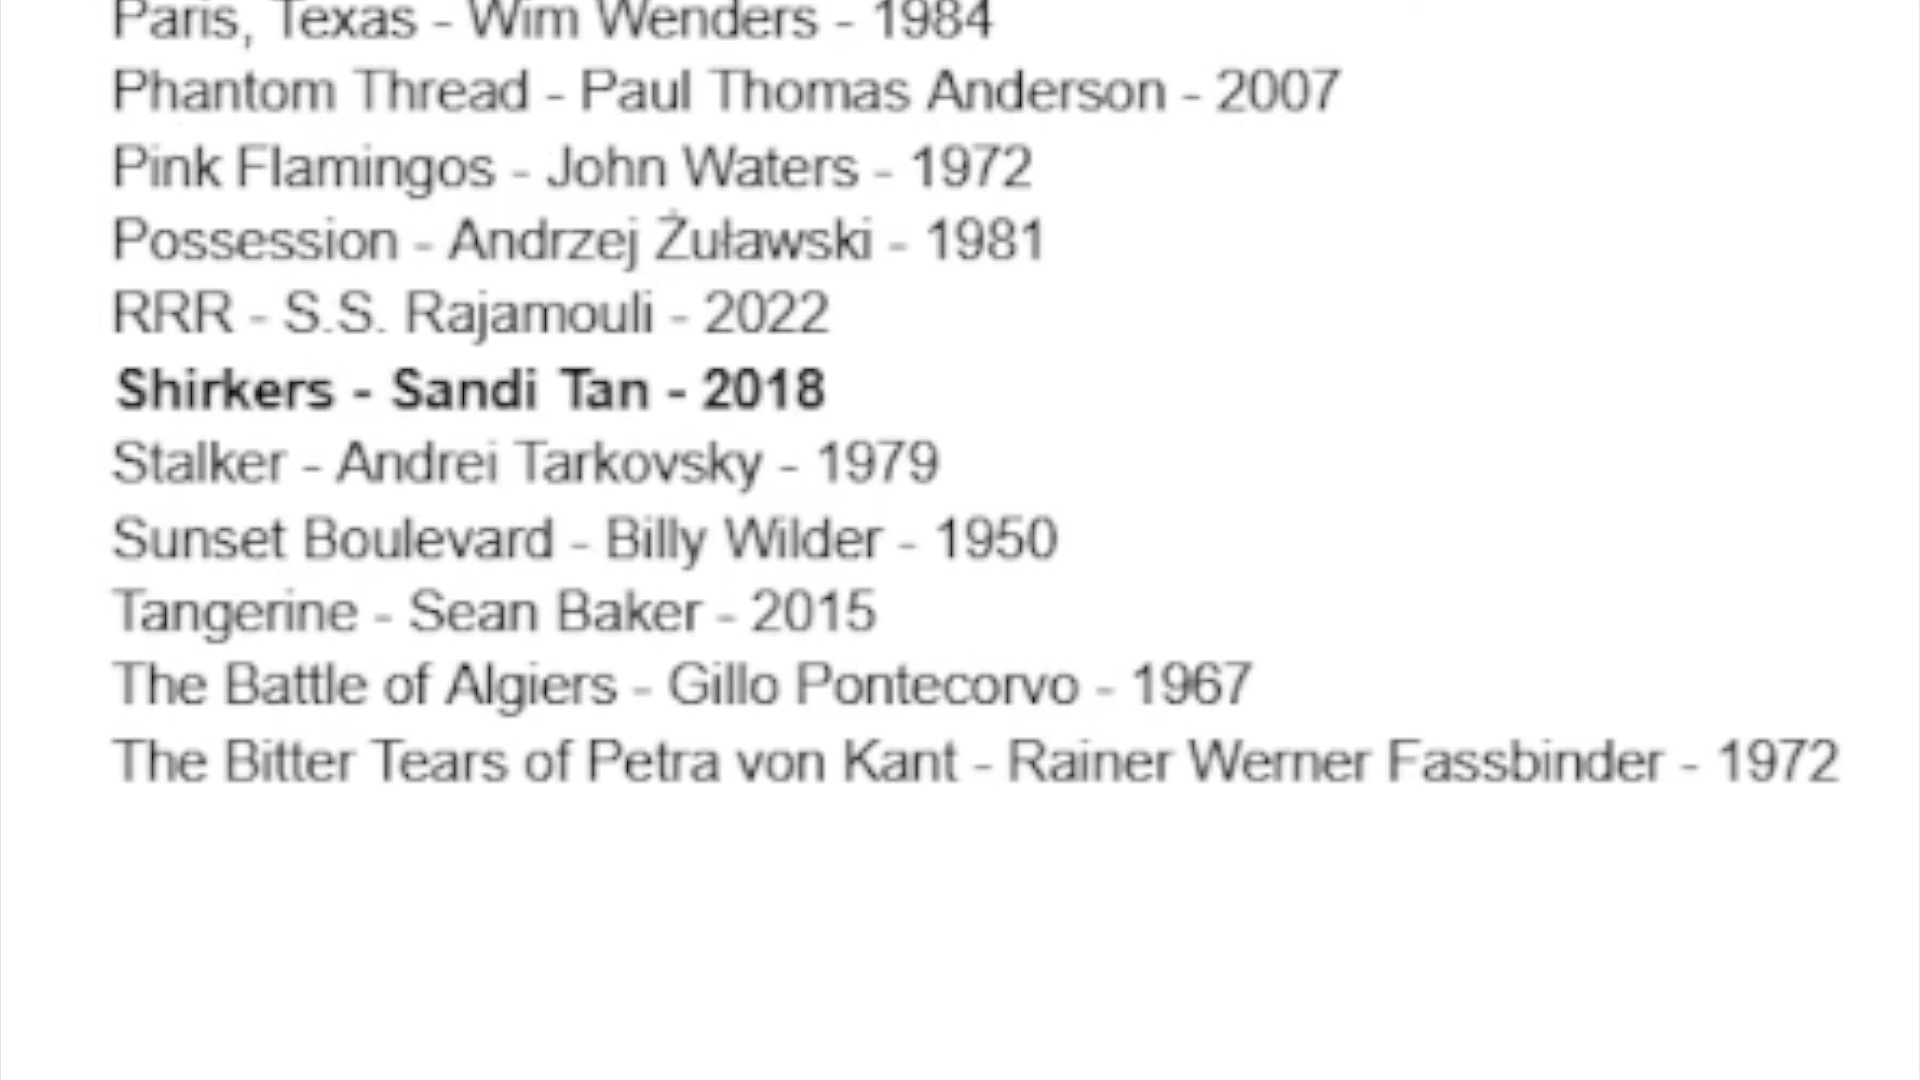 Paris, Texas - Wim Wenders - 1984
Phantom Thread - Paul Thomas Anderson - 2007
Pink Flamingos - John Waters - 1972
Possession - Andrzej Żuławski - 1981
RRR - S.S. Rajamouli - 2022
Shirkers - Sandi Tan - 2018
Stalker - Andrei Tarkovsky - 1979
Sunset Boulevard - Billy Wilder - 1950
Tangerine - Sean Baker - 2015
The Battle of Algiers - Gillo Pontecorvo - 1967
The Bitter Tears of Petra von Kant - Rainer Werner Fassbinder - 1972